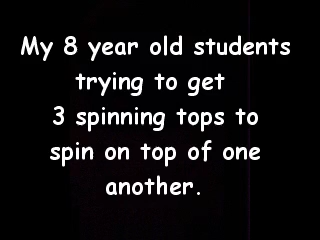 My 8 year old students
trying to get
3 spinning tops to
spin on top of one
another.